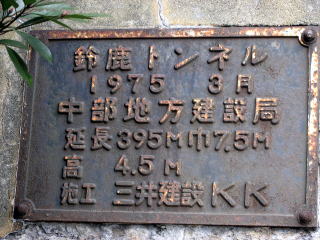 鈴鹿トンネル
1975 3月
中部地方建設局
延長395M巾7.5M
高 4.5M
施工 三井建設KK